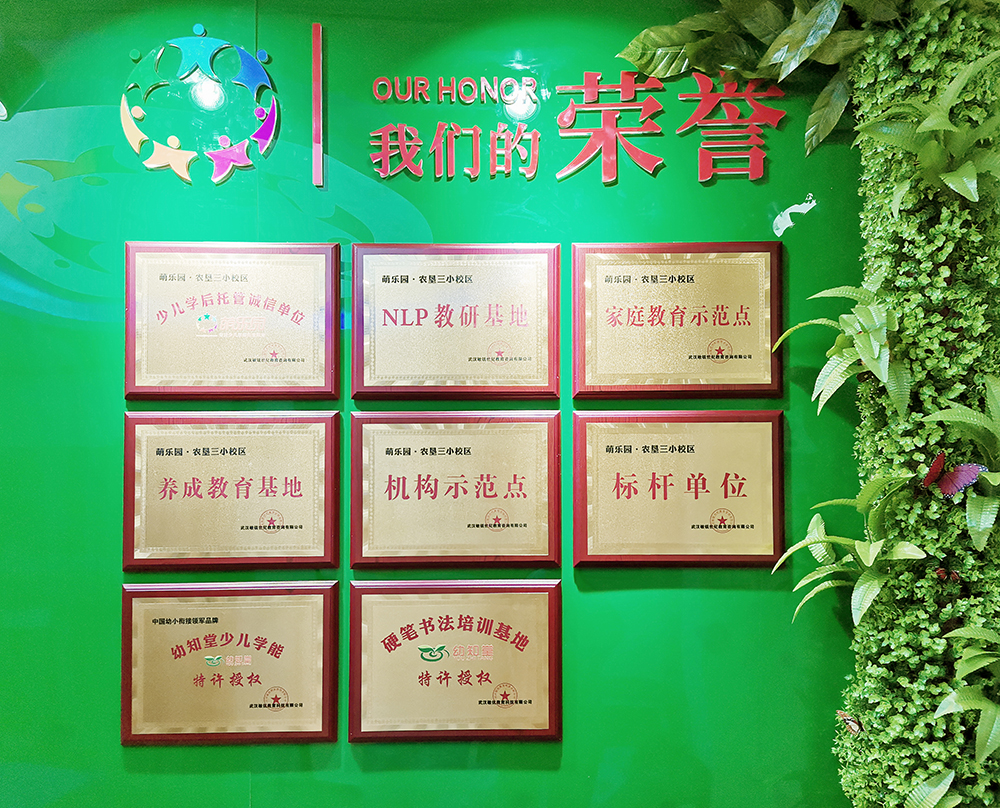 OUR HONOR
我们的荣誉
萌乐园·农垦三小校区
少儿学后托管诚信单位
萌乐园·农垦三小校区
NLP教研基地
萌乐园·农垦三小校区
家庭教育示范点
萌乐园·农垦三小校区
养成教育基地
萌乐园·农垦三小校区
机构示范点
萌乐园·农垦三小校区
标杆单位
中国幼小衔接领军品牌
幼知堂少儿学能
特许授权
硬笔书法培训基地
幼知堂
特许授权